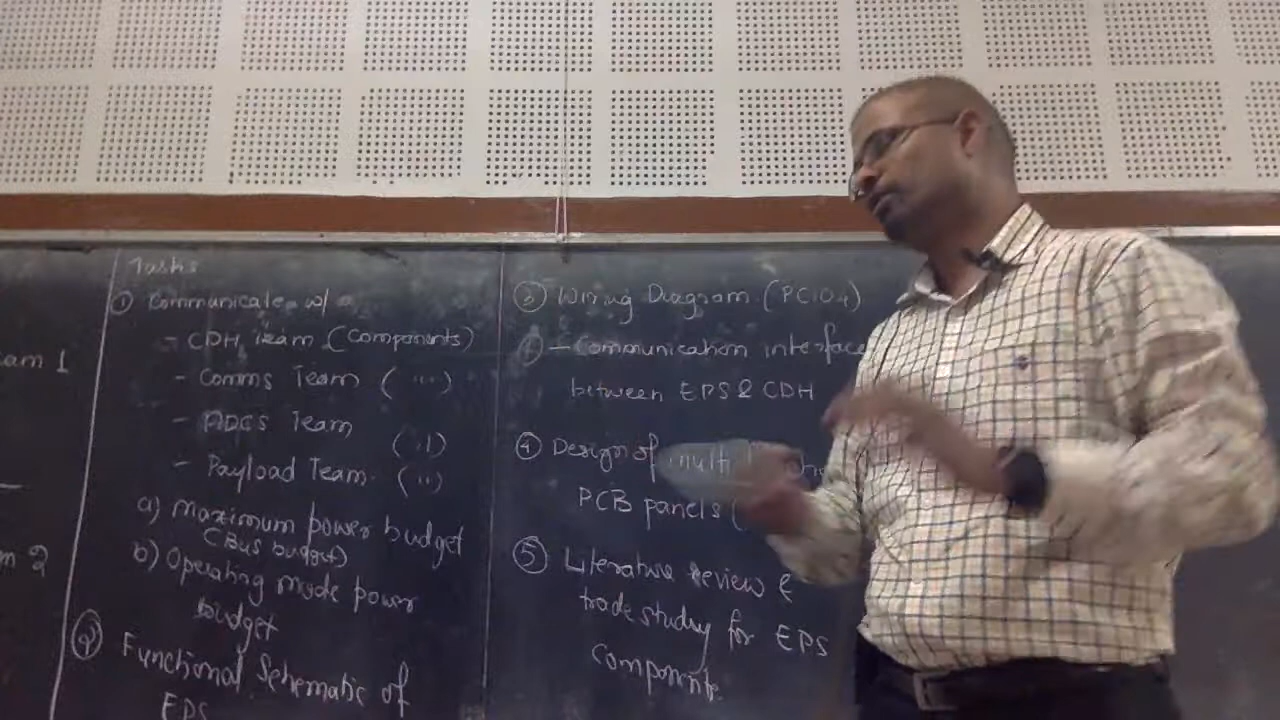 am 1
m 2
Tasks
① Communicate w/
- CDH Team (Components)
- Comms Team ( ,,, )
- ADCS Team ( ,, )
- Payload Team ( ,, )
a) Maximum power budget
(Bus budget)
b) Operating mode power
budget
Functional Schematic of
EPS
③ Wiring Diagram (PC104)
- Communication interface
between EPS & CDH
④ Design of
PCB panels (
⑤ Literature review &
trade study for EPS
Components